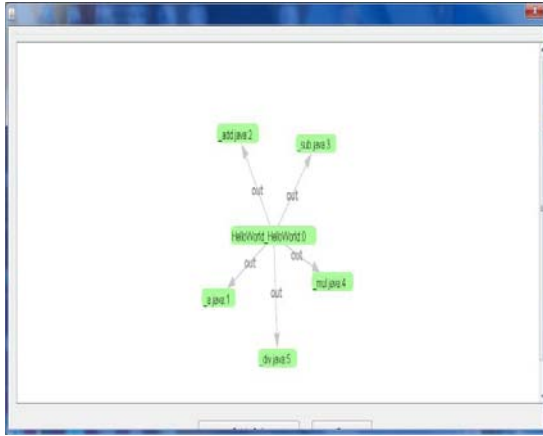 _add.java:2
_sub.java:3
out
out
HelloWorld_HelloWorld:0
out
out
_mul.java:4
_a.java:1
out
_div.java:5